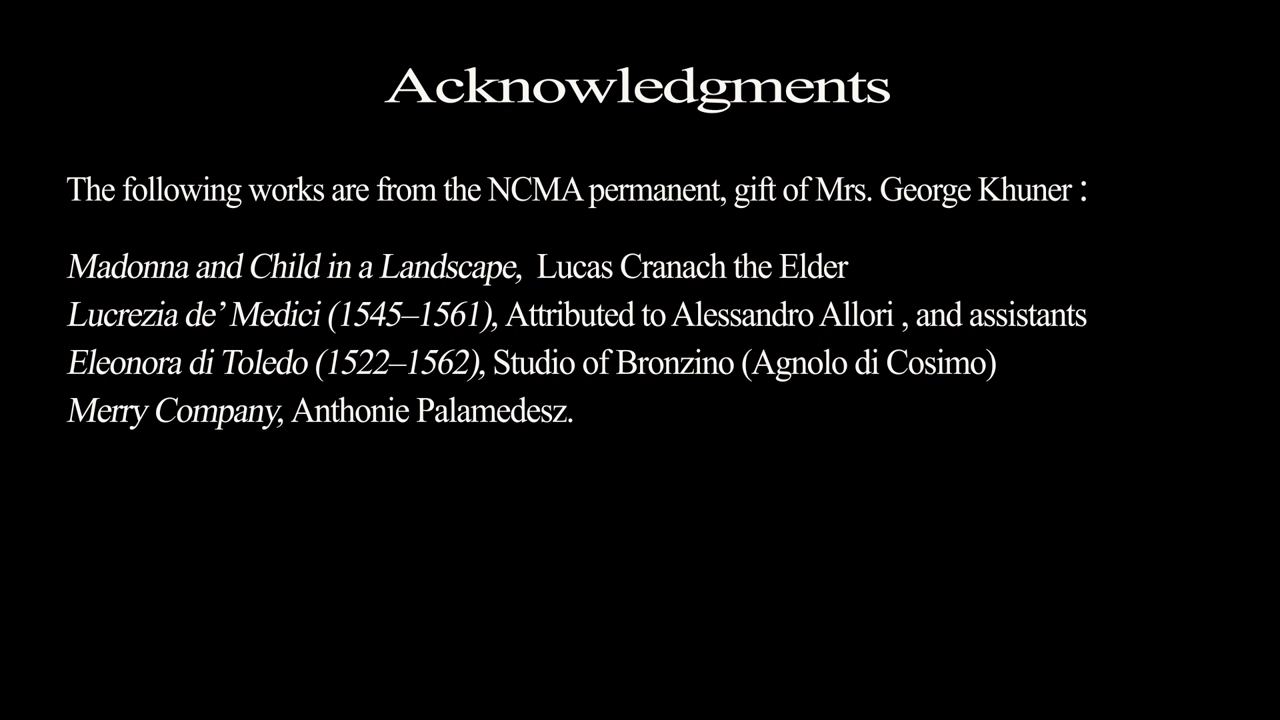 Acknowledgments
The following works are from the NCMA permanent, gift of Mrs. George Khuner :
Madonna and Child in a Landscape, Lucas Cranach the Elder
Lucrezia de’ Medici (1545–1561), Attributed to Alessandro Allori , and assistants
Eleonora di Toledo (1522–1562), Studio of Bronzino (Agnolo di Cosimo)
Merry Company, Anthonie Palamedesz.